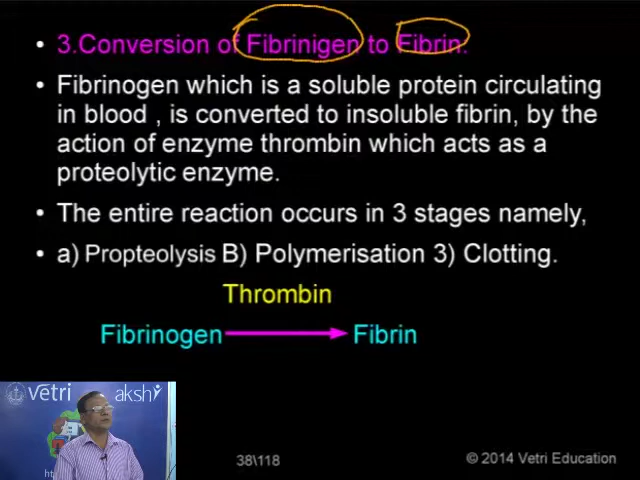 • 3.Conversion of Fibrinigen to Fibrin.
• Fibrinogen which is a soluble protein circulating
in blood , is converted to insoluble fibrin, by the
action of enzyme thrombin which acts as a
proteolytic enzyme.
• The entire reaction occurs in 3 stages namely,
• a) Propteolysis B) Polymerisation 3) Clotting.
Thrombin
Fibrinogen Fibrin
vetri akshy
38\118
© 2014 Vetri Education